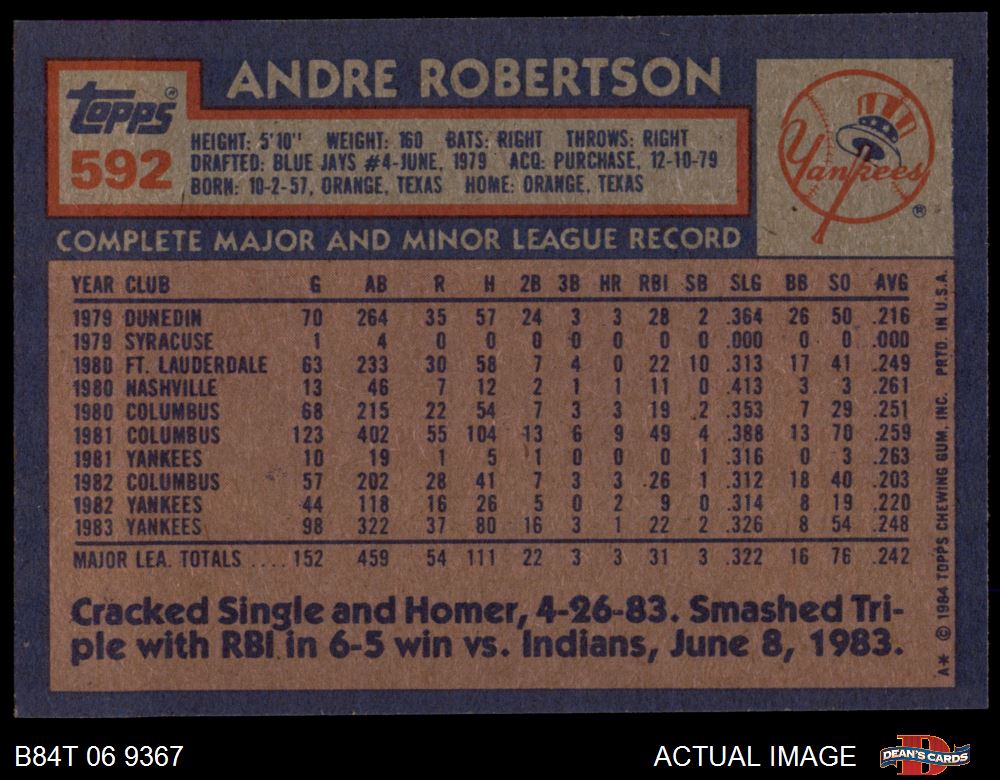 ANDRE ROBERTSON
Topps ®
592
HEIGHT: 5'10" WEIGHT: 160 BATS: RIGHT THROWS: RIGHT
DRAFTED: BLUE JAYS #4-JUNE, 1979 ACQ: PURCHASE, 12-10-79
BORN: 10-2-57, ORANGE, TEXAS HOME: ORANGE, TEXAS
Yankees ®
COMPLETE MAJOR AND MINOR LEAGUE RECORD
YEAR CLUB G AB R H 2B 3B HR RBI SB SLG BB SO AVG
1979 DUNEDIN 70 264 35 57 24 3 3 28 2 .364 26 50 .216
1979 SYRACUSE 1 4 0 0 0 0 0 0 0 .000 0 0 .000
1980 FT. LAUDERDALE 63 233 30 58 7 4 0 22 10 .313 17 41 .249
1980 NASHVILLE 13 46 7 12 2 1 1 11 0 .413 3 3 .261
1980 COLUMBUS 68 215 22 54 7 3 3 19 2 .353 7 29 .251
1981 COLUMBUS 123 402 55 104 13 6 9 49 4 .388 13 70 .259
1981 YANKEES 10 19 1 5 1 0 0 0 1 .316 0 3 .263
1982 COLUMBUS 57 202 28 41 7 3 3 26 1 .312 18 40 .203
1982 YANKEES 44 118 16 26 5 0 2 9 0 .314 8 19 .220
1983 YANKEES 98 322 37 80 16 3 1 22 2 .326 8 54 .248
MAJOR LEA. TOTALS .... 152 459 54 111 22 3 3 31 3 .322 16 76 .242
Cracked Single and Homer, 4-26-83. Smashed Tri-
ple with RBI in 6-5 win vs. Indians, June 8, 1983.
A* © 1984 TOPPS CHEWING GUM, INC. PRTD. IN U.S.A.
B84T 06 9367
ACTUAL IMAGE
DEAN'S CARDS